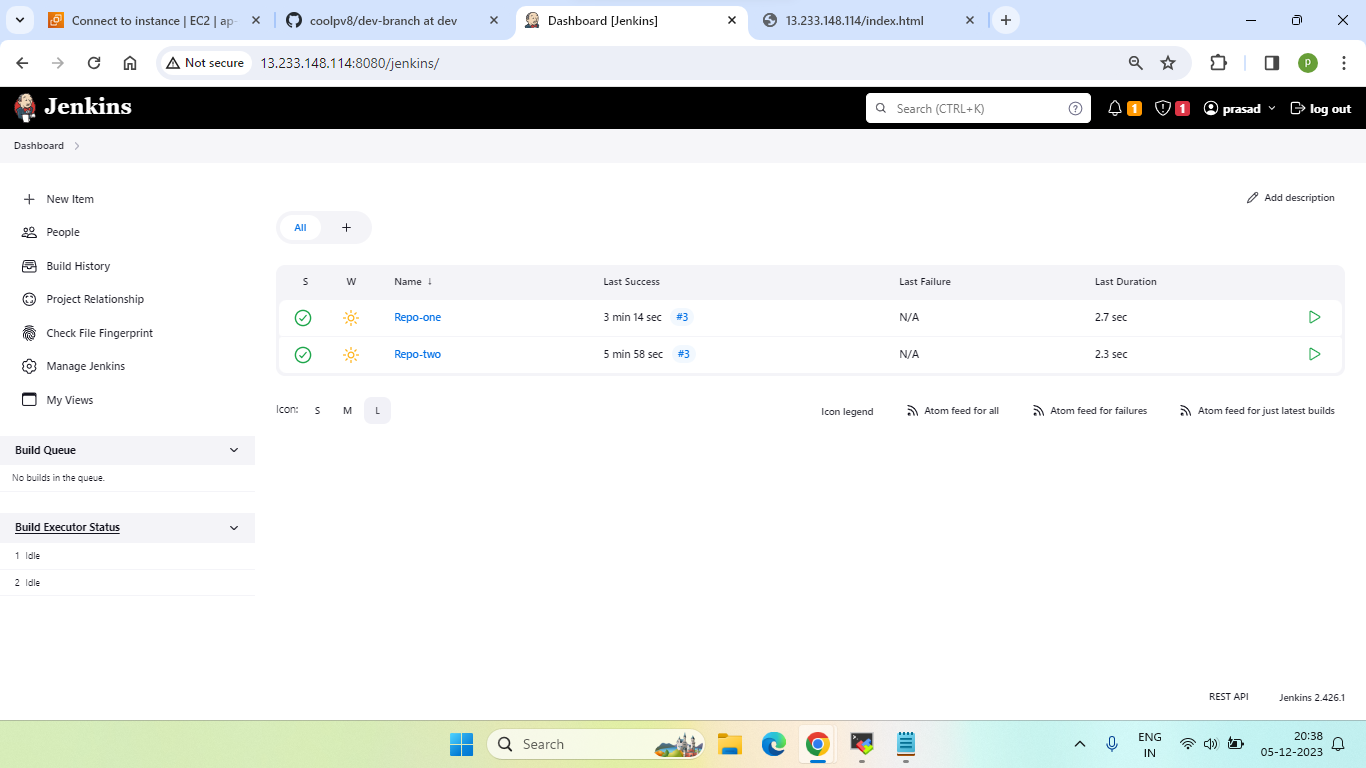 Connect to instance | EC2 | ap-
coolpv8/dev-branch at dev
Dashboard [Jenkins]
13.233.148.114/index.html
Not secure
13.233.148.114:8080/jenkins/
p
Jenkins
Search (CTRL+K)
?
1
1
prasad
log out
Dashboard
New Item
People
Build History
Project Relationship
Check File Fingerprint
Manage Jenkins
My Views
Build Queue
No builds in the queue.
Build Executor Status
1 Idle
2 Idle
Add description
All +
S W Name ↓ Last Success Last Failure Last Duration
Repo-one 3 min 14 sec #3 N/A 2.7 sec
Repo-two 5 min 58 sec #3 N/A 2.3 sec
Icon: S M L
Icon legend
Atom feed for all
Atom feed for failures
Atom feed for just latest builds
REST API
Jenkins 2.426.1
Search
ENG
IN
20:38
05-12-2023